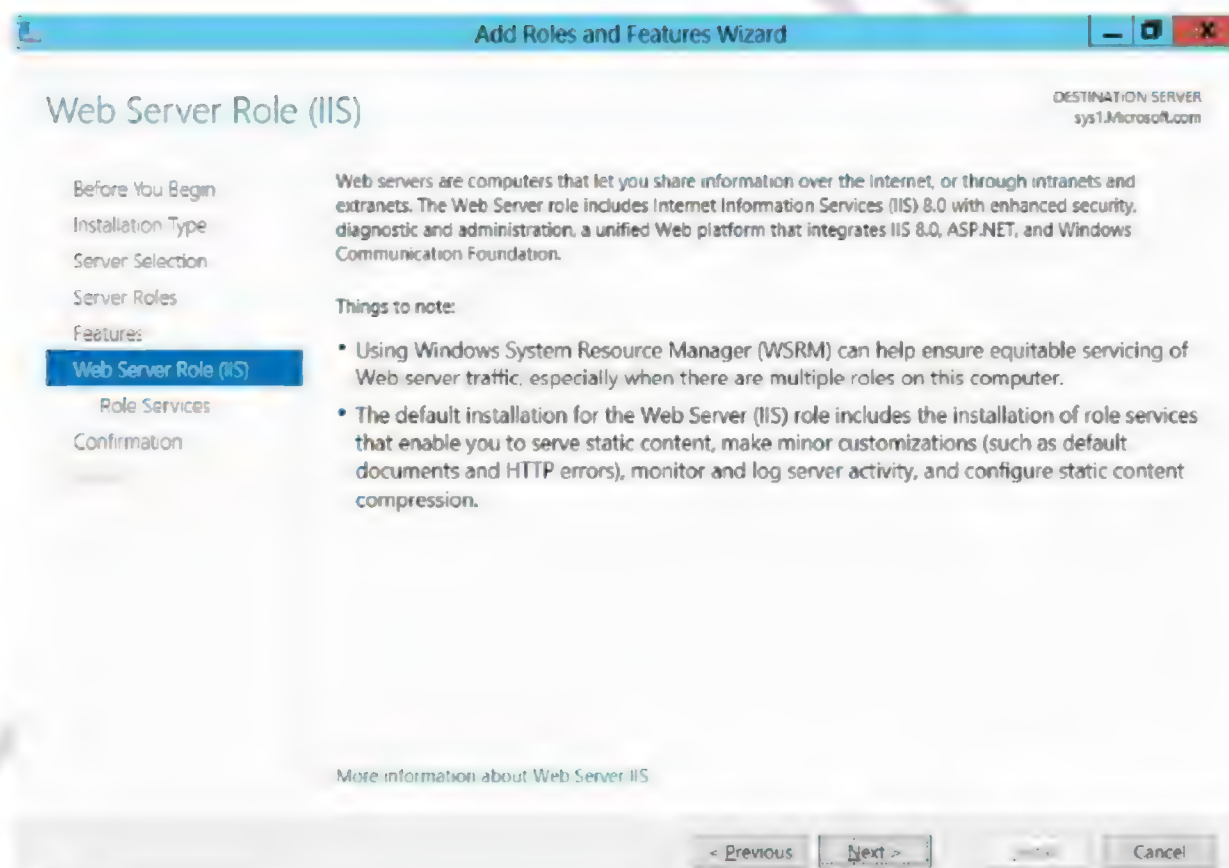 Add Roles and Features Wizard
Web Server Role (IIS)
DESTINATION SERVER
sys1.Microsoft.com
Before You Begin
Installation Type
Server Selection
Server Roles
Features
Web Server Role (IIS)
Role Services
Confirmation
Web servers are computers that let you share information over the Internet, or through intranets and
extranets. The Web Server role includes Internet Information Services (IIS) 8.0 with enhanced security,
diagnostic and administration, a unified Web platform that integrates IIS 8.0, ASP.NET, and Windows
Communication Foundation.
Things to note:
• Using Windows System Resource Manager (WSRM) can help ensure equitable servicing of
Web server traffic, especially when there are multiple roles on this computer.
• The default installation for the Web Server (IIS) role includes the installation of role services
that enable you to serve static content, make minor customizations (such as default
documents and HTTP errors), monitor and log server activity, and configure static content
compression.
More information about Web Server IIS
< Previous
Next >
Cancel